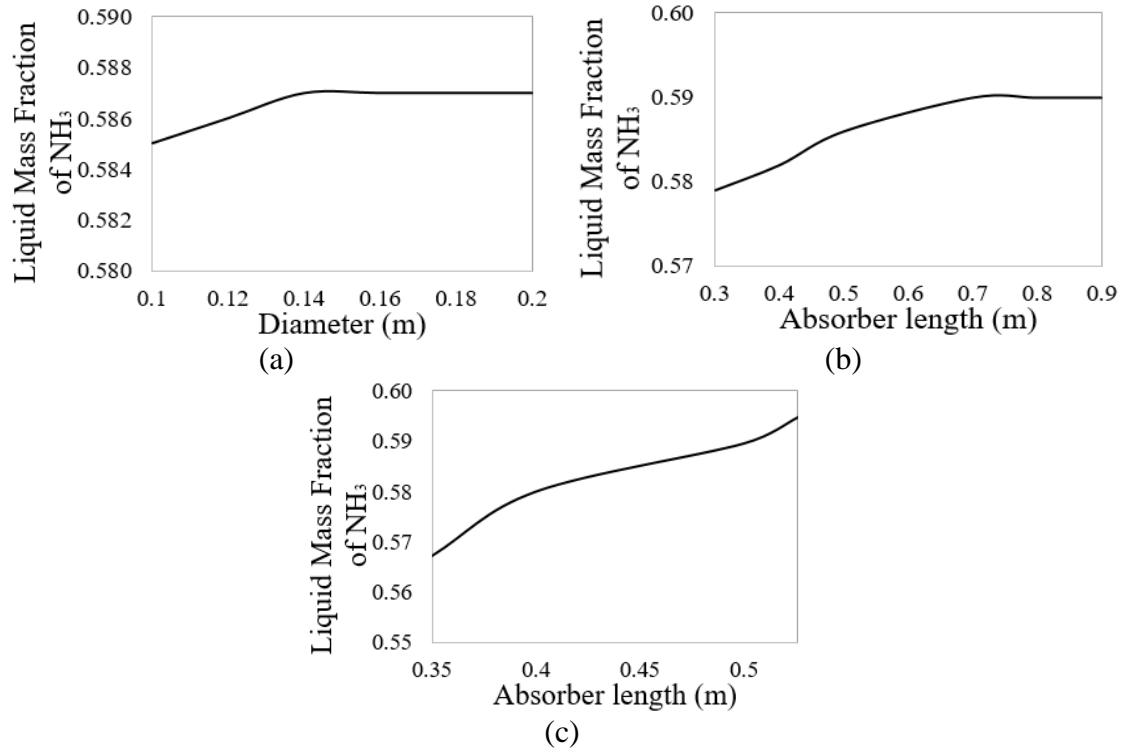 Liquid Mass Fraction
of NH₃
0.590
0.588
0.586
0.584
0.582
0.580
0.1 0.12 0.14 0.16 0.18 0.2
Diameter (m)
(a)
Liquid Mass Fraction
of NH₃
0.60
0.59
0.58
0.57
0.3 0.4 0.5 0.6 0.7 0.8 0.9
Absorber length (m)
(b)
Liquid Mass Fraction
of NH₃
0.60
0.59
0.58
0.57
0.56
0.55
0.35 0.4 0.45 0.5
Absorber length (m)
(c)